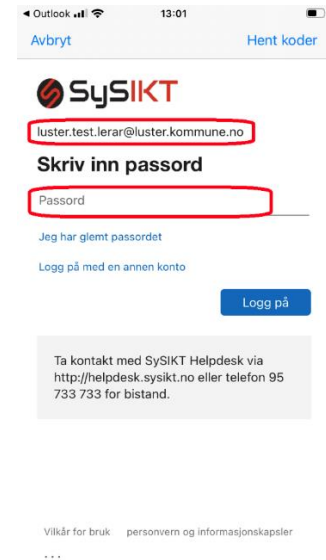 Outlook 13:01
Avbryt Hent koder
SySIKT
luster.test.lerar@luster.kommune.no
Skriv inn passord
Passord
Jeg har glemt passordet
Logg på med en annen konto
Logg på
Ta kontakt med SySIKT Helpdesk via
http://helpdesk.sysikt.no eller telefon 95
733 733 for bistand.
Vilkår for bruk personvern og informasjonskapsler
...